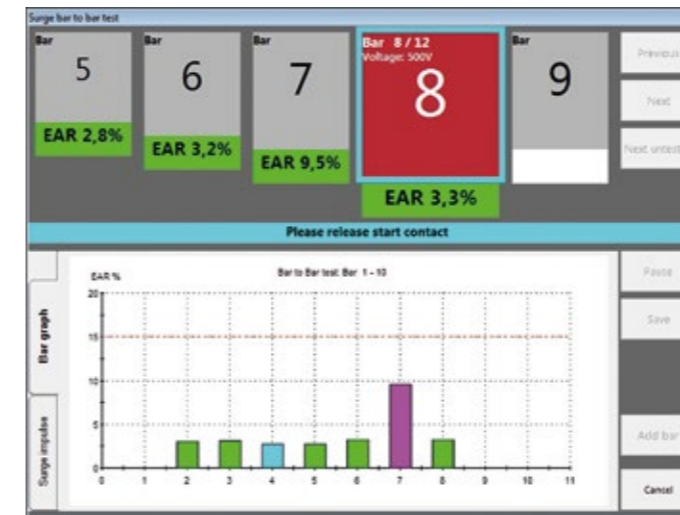 Surge bar to bar test
Bar
5
EAR 2,8%
Bar
6
EAR 3,2%
Bar
7
EAR 9,5%
Bar 8 / 12
Voltage: 500V
8
EAR 3,3%
Bar
9
Previous
Next
Next untest
Please release start contact
Bar graph
Surge impulse
EAR %
Bar to Bar test: Bar 1 - 10
20
15
10
5
0
0 1 2 3 4 5 6 7 8 9 10 11
Pause
Save
Add bar
Cancel